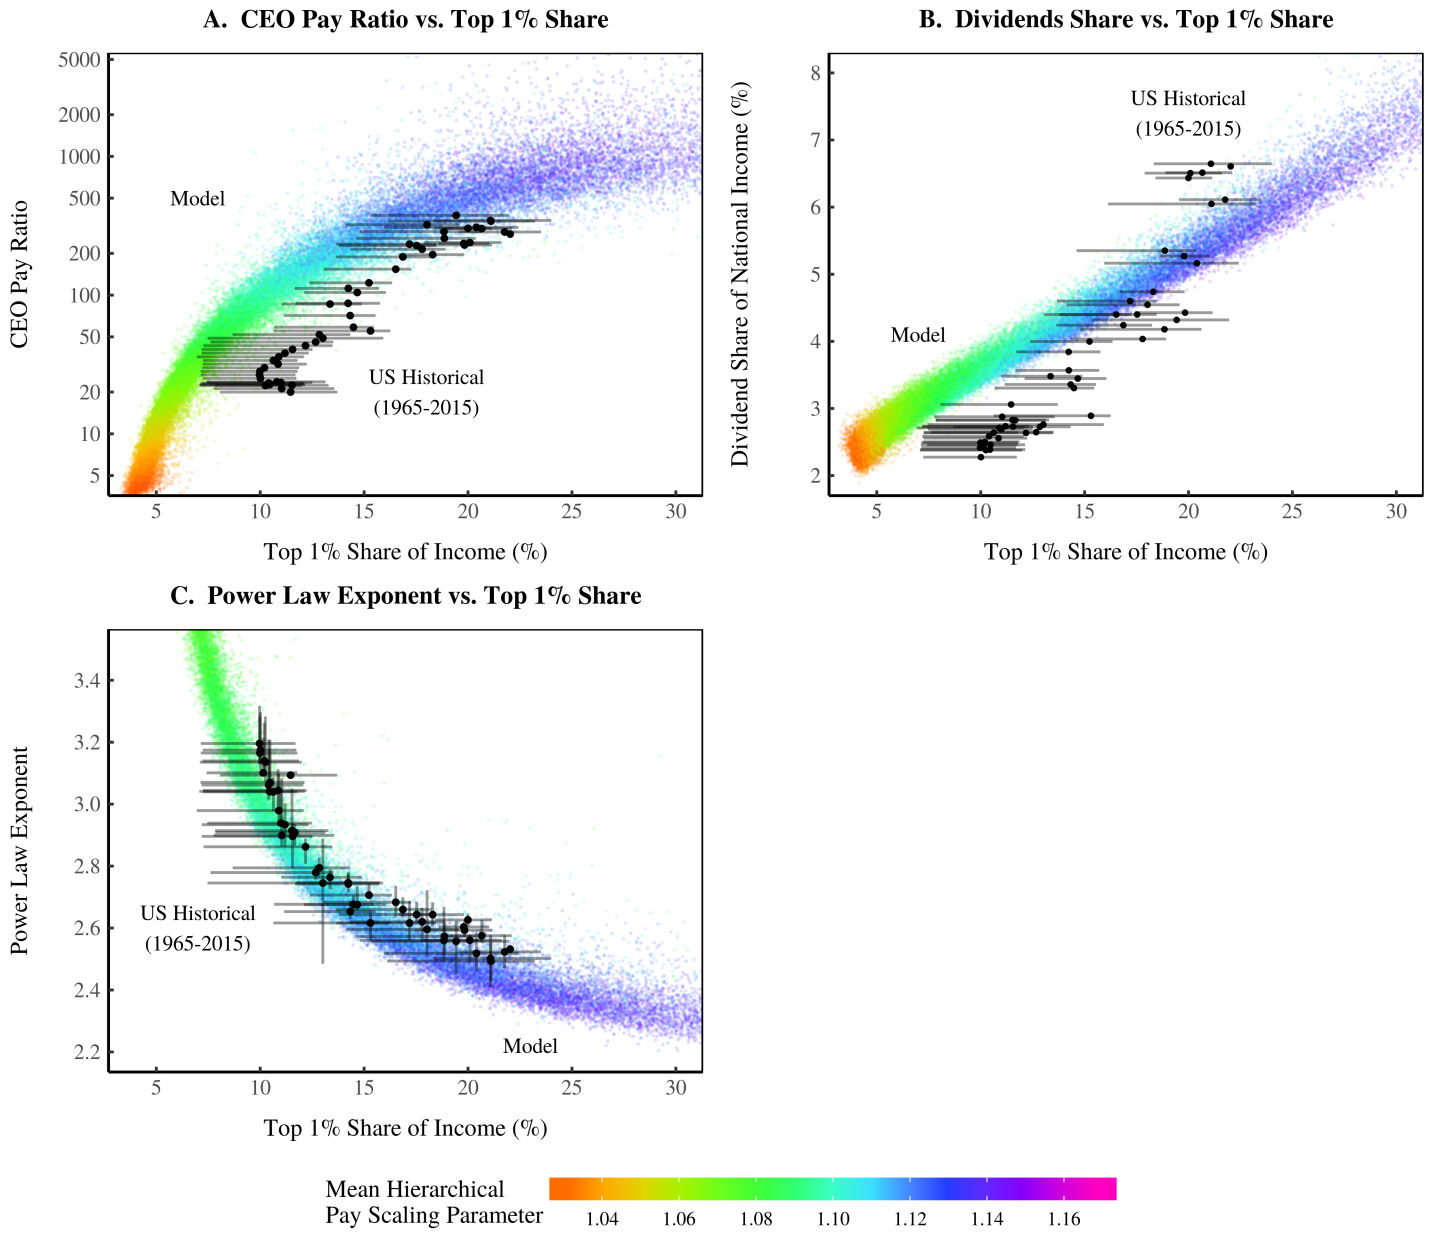 A. CEO Pay Ratio vs. Top 1% Share
CEO Pay Ratio
5000
2000
1000
500
200
100
50
20
10
5
Model
US Historical
(1965-2015)
5 10 15 20 25 30
Top 1% Share of Income (%)
B. Dividends Share vs. Top 1% Share
Dividend Share of National Income (%)
8
7
6
5
4
3
2
US Historical
(1965-2015)
Model
5 10 15 20 25 30
Top 1% Share of Income (%)
C. Power Law Exponent vs. Top 1% Share
Power Law Exponent
3.4
3.2
3.0
2.8
2.6
2.4
2.2
US Historical
(1965-2015)
Model
5 10 15 20 25 30
Top 1% Share of Income (%)
Mean Hierarchical
Pay Scaling Parameter
1.04 1.06 1.08 1.10 1.12 1.14 1.16